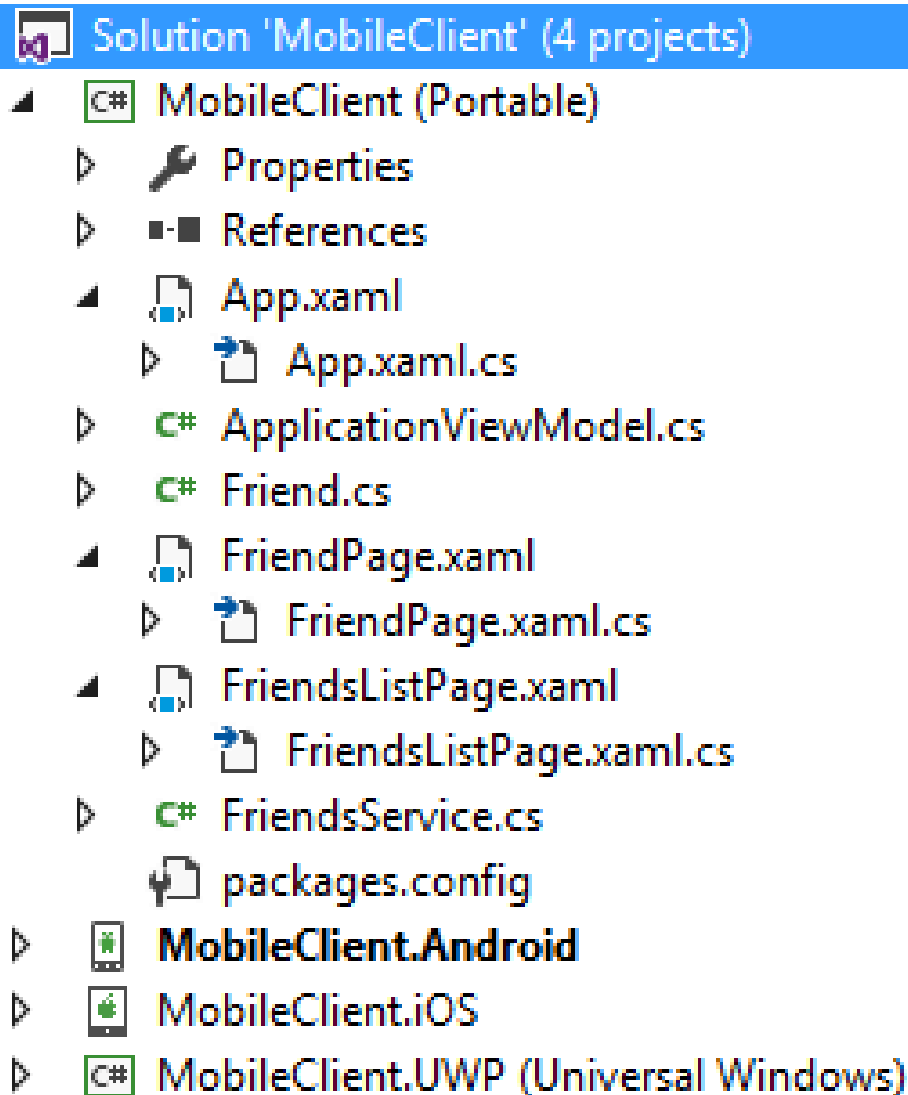 Solution 'MobileClient' (4 projects)
C# MobileClient (Portable)
Properties
References
App.xaml
App.xaml.cs
C# ApplicationViewModel.cs
C# Friend.cs
FriendPage.xaml
FriendPage.xaml.cs
FriendsListPage.xaml
FriendsListPage.xaml.cs
C# FriendsService.cs
packages.config
MobileClient.Android
MobileClient.iOS
C# MobileClient.UWP (Universal Windows)